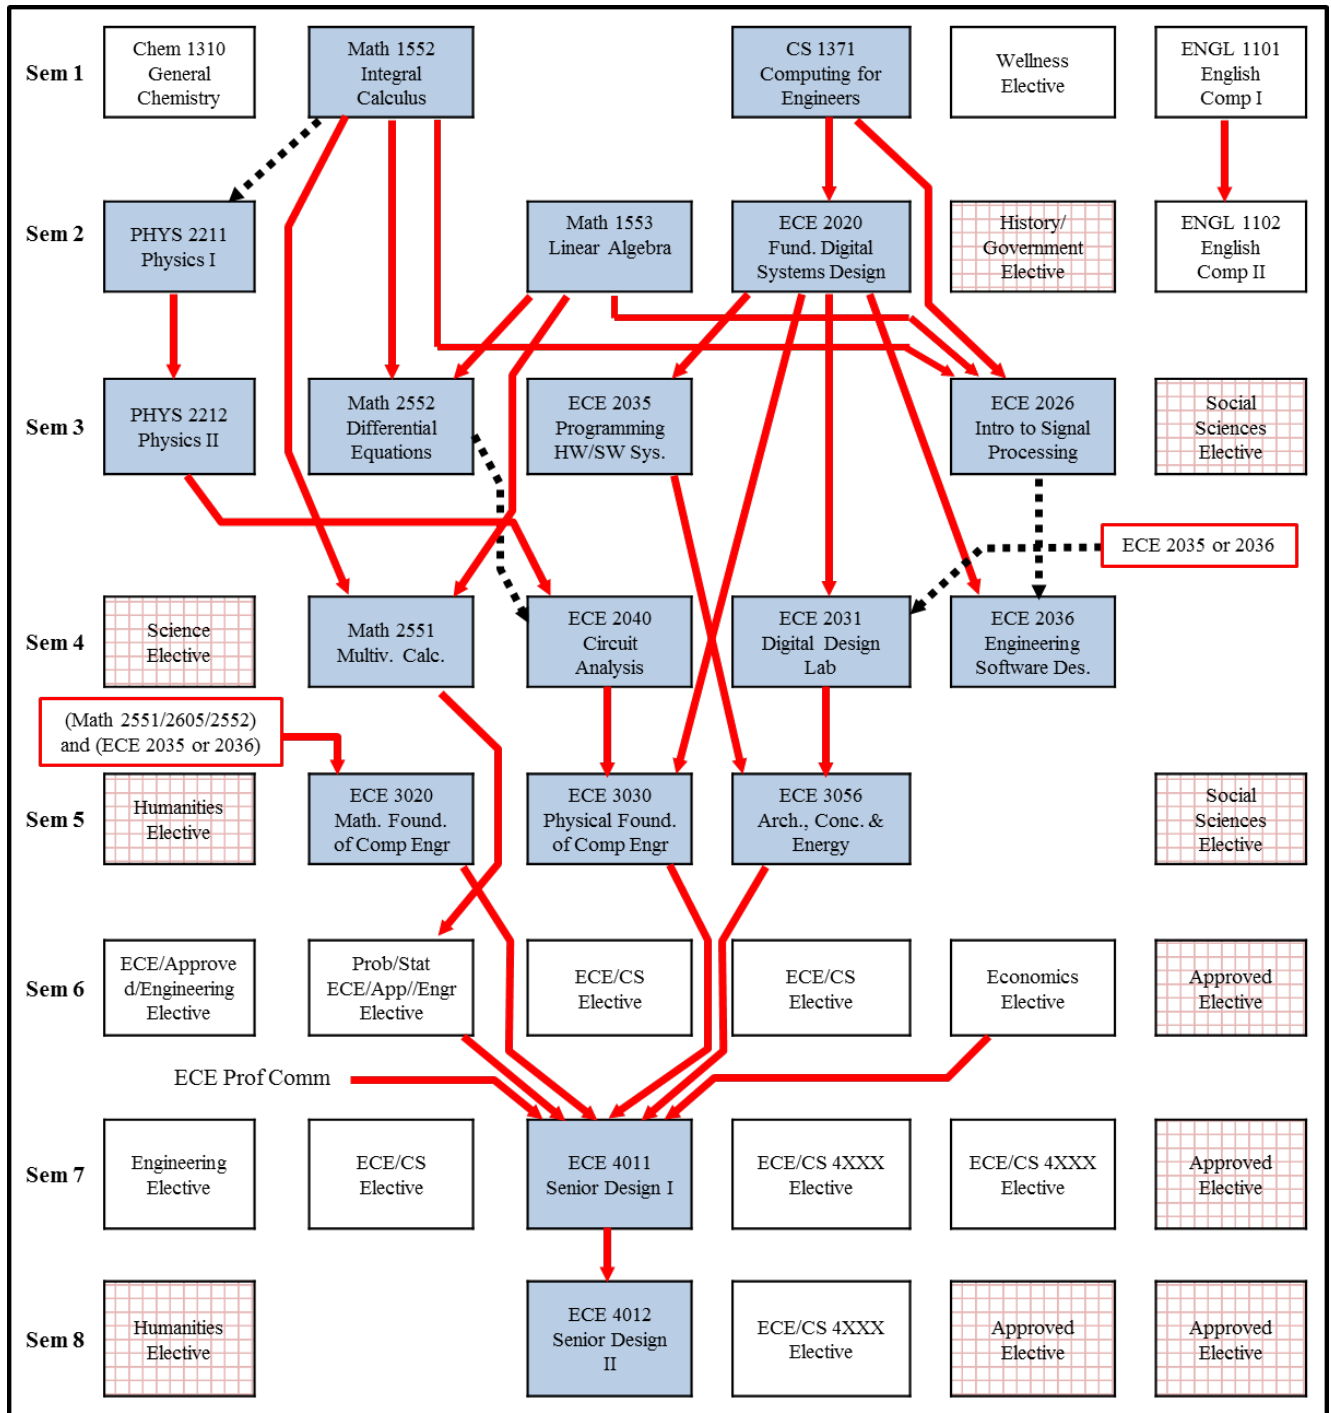 Sem 1
Chem 1310
General
Chemistry
Math 1552
Integral
Calculus
CS 1371
Computing for
Engineers
Wellness
Elective
ENGL 1101
English
Comp I
Sem 2
PHYS 2211
Physics I
Math 1553
Linear Algebra
ECE 2020
Fund. Digital
Systems Design
History/
Government
Elective
ENGL 1102
English
Comp II
Sem 3
PHYS 2212
Physics II
Math 2552
Differential
Equations
ECE 2035
Programming
HW/SW Sys.
ECE 2026
Intro to Signal
Processing
Social
Sciences
Elective
ECE 2035 or 2036
Sem 4
Science
Elective
Math 2551
Multiv. Calc.
ECE 2040
Circuit
Analysis
ECE 2031
Digital Design
Lab
ECE 2036
Engineering
Software Des.
(Math 2551/2605/2552)
and (ECE 2035 or 2036)
Sem 5
Humanities
Elective
ECE 3020
Math. Found.
of Comp Engr
ECE 3030
Physical Found.
of Comp Engr
ECE 3056
Arch., Conc. &
Energy
Social
Sciences
Elective
Sem 6
ECE/Approve
d/Engineering
Elective
Prob/Stat
ECE/App//Engr
Elective
ECE/CS
Elective
ECE/CS
Elective
Economics
Elective
Approved
Elective
ECE Prof Comm
Sem 7
Engineering
Elective
ECE/CS
Elective
ECE 4011
Senior Design I
ECE/CS 4XXX
Elective
ECE/CS 4XXX
Elective
Approved
Elective
Sem 8
Humanities
Elective
ECE 4012
Senior Design
II
ECE/CS 4XXX
Elective
Approved
Elective
Approved
Elective